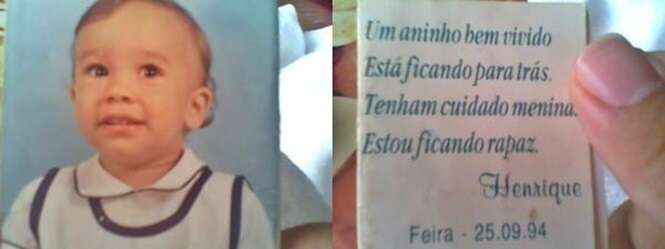 Um aninho bem vivido
Está ficando para trás.
Tenham cuidado menina
Estou ficando rapaz.
Henrique
Feira - 25.09.94